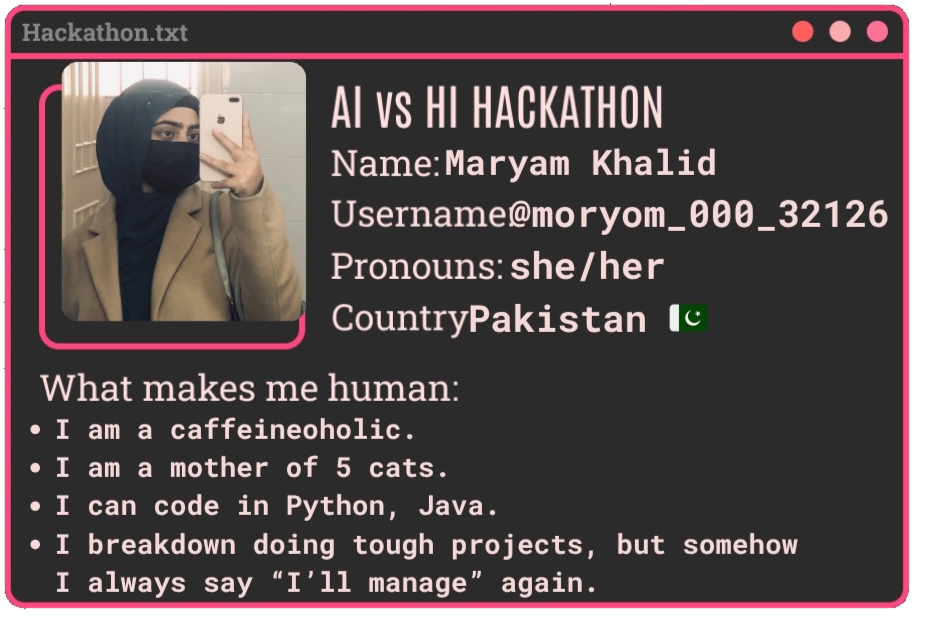 Hackathon.txt
AI vs HI HACKATHON
Name: Maryam Khalid
Username@moryom_000_32126
Pronouns: she/her
CountryPakistan
What makes me human:
• I am a caffeineoholic.
• I am a mother of 5 cats.
• I can code in Python, Java.
• I breakdown doing tough projects, but somehow
I always say “I’ll manage” again.